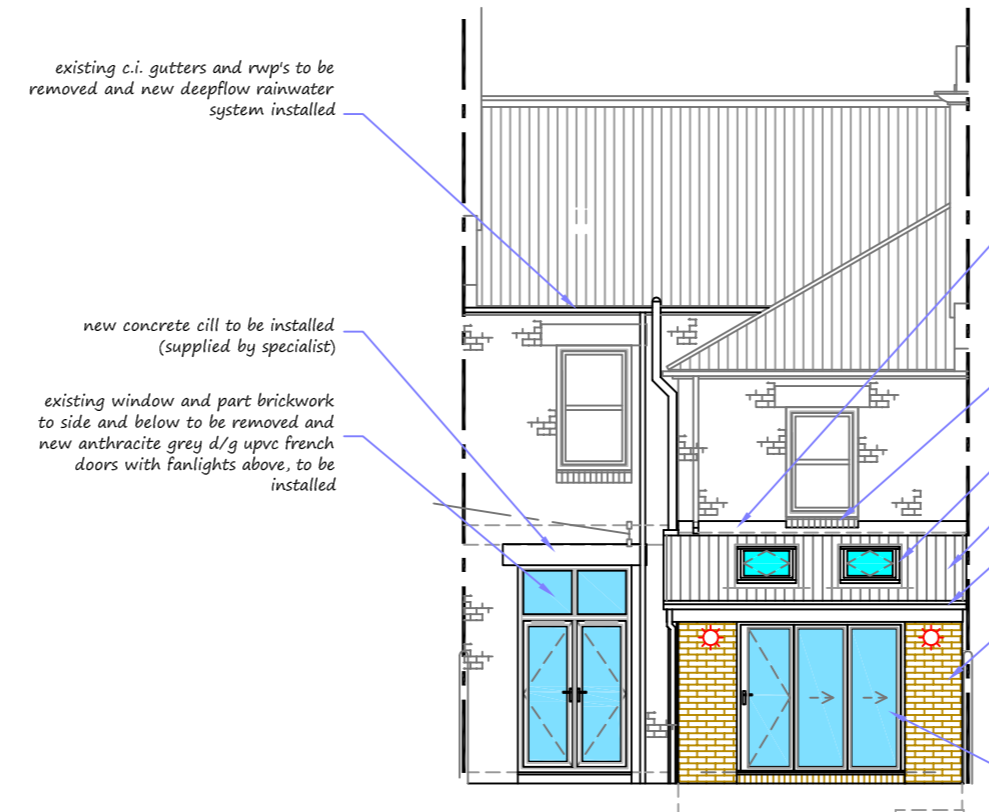 existing c.i. gutters and rwp's to be
removed and new deepflow rainwater
system installed
new concrete cill to be installed
(supplied by specialist)
existing window and part brickwork
to side and below to be removed and
new anthracite grey d/g upvc french
doors with fanlights above, to be
installed